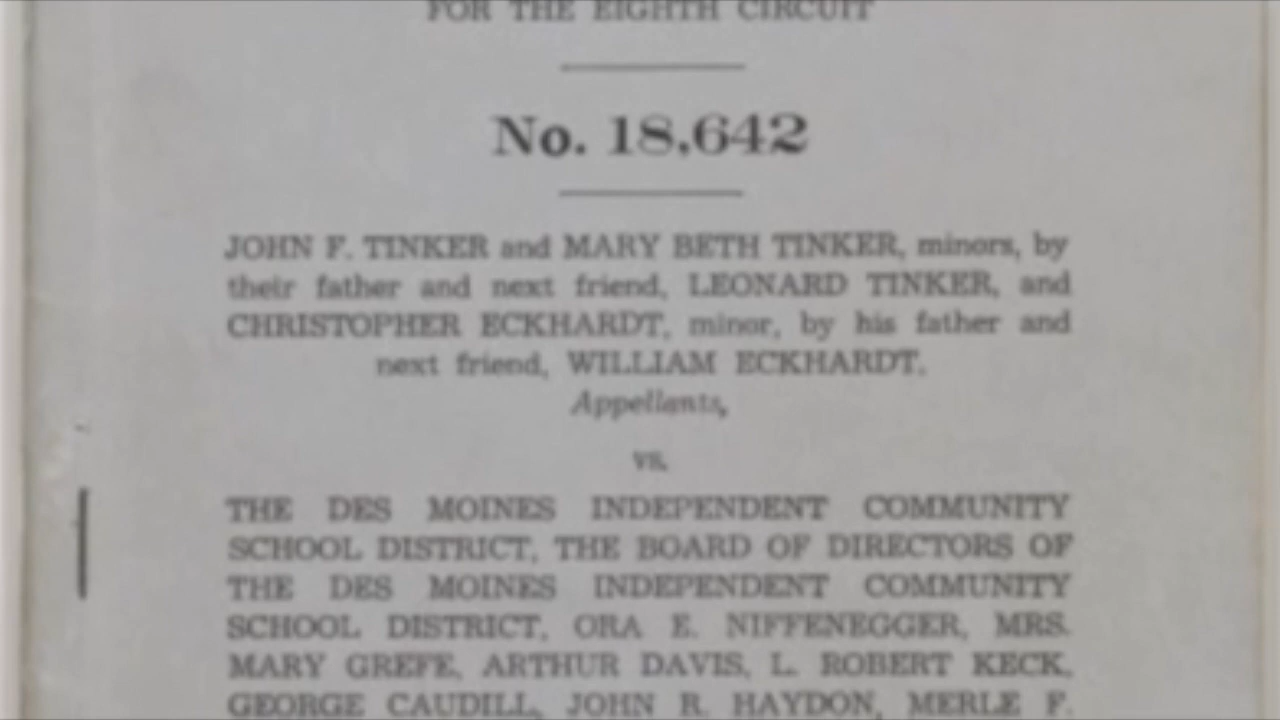 FOR THE EIGHTH CIRCUIT
No. 18,642
JOHN F. TINKER and MARY BETH TINKER, minors, by
their father and next friend, LEONARD TINKER, and
CHRISTOPHER ECKHARDT, minor, by his father and
next friend, WILLIAM ECKHARDT,
Appellants,
vs.
THE DES MOINES INDEPENDENT COMMUNITY
SCHOOL DISTRICT, THE BOARD OF DIRECTORS OF
THE DES MOINES INDEPENDENT COMMUNITY
SCHOOL DISTRICT, ORA E. NIFFENEGGER, MRS.
MARY GREFE, ARTHUR DAVIS, L. ROBERT KECK,
GEORGE CAUDILL, JOHN R. HAYDON, MERLE F.